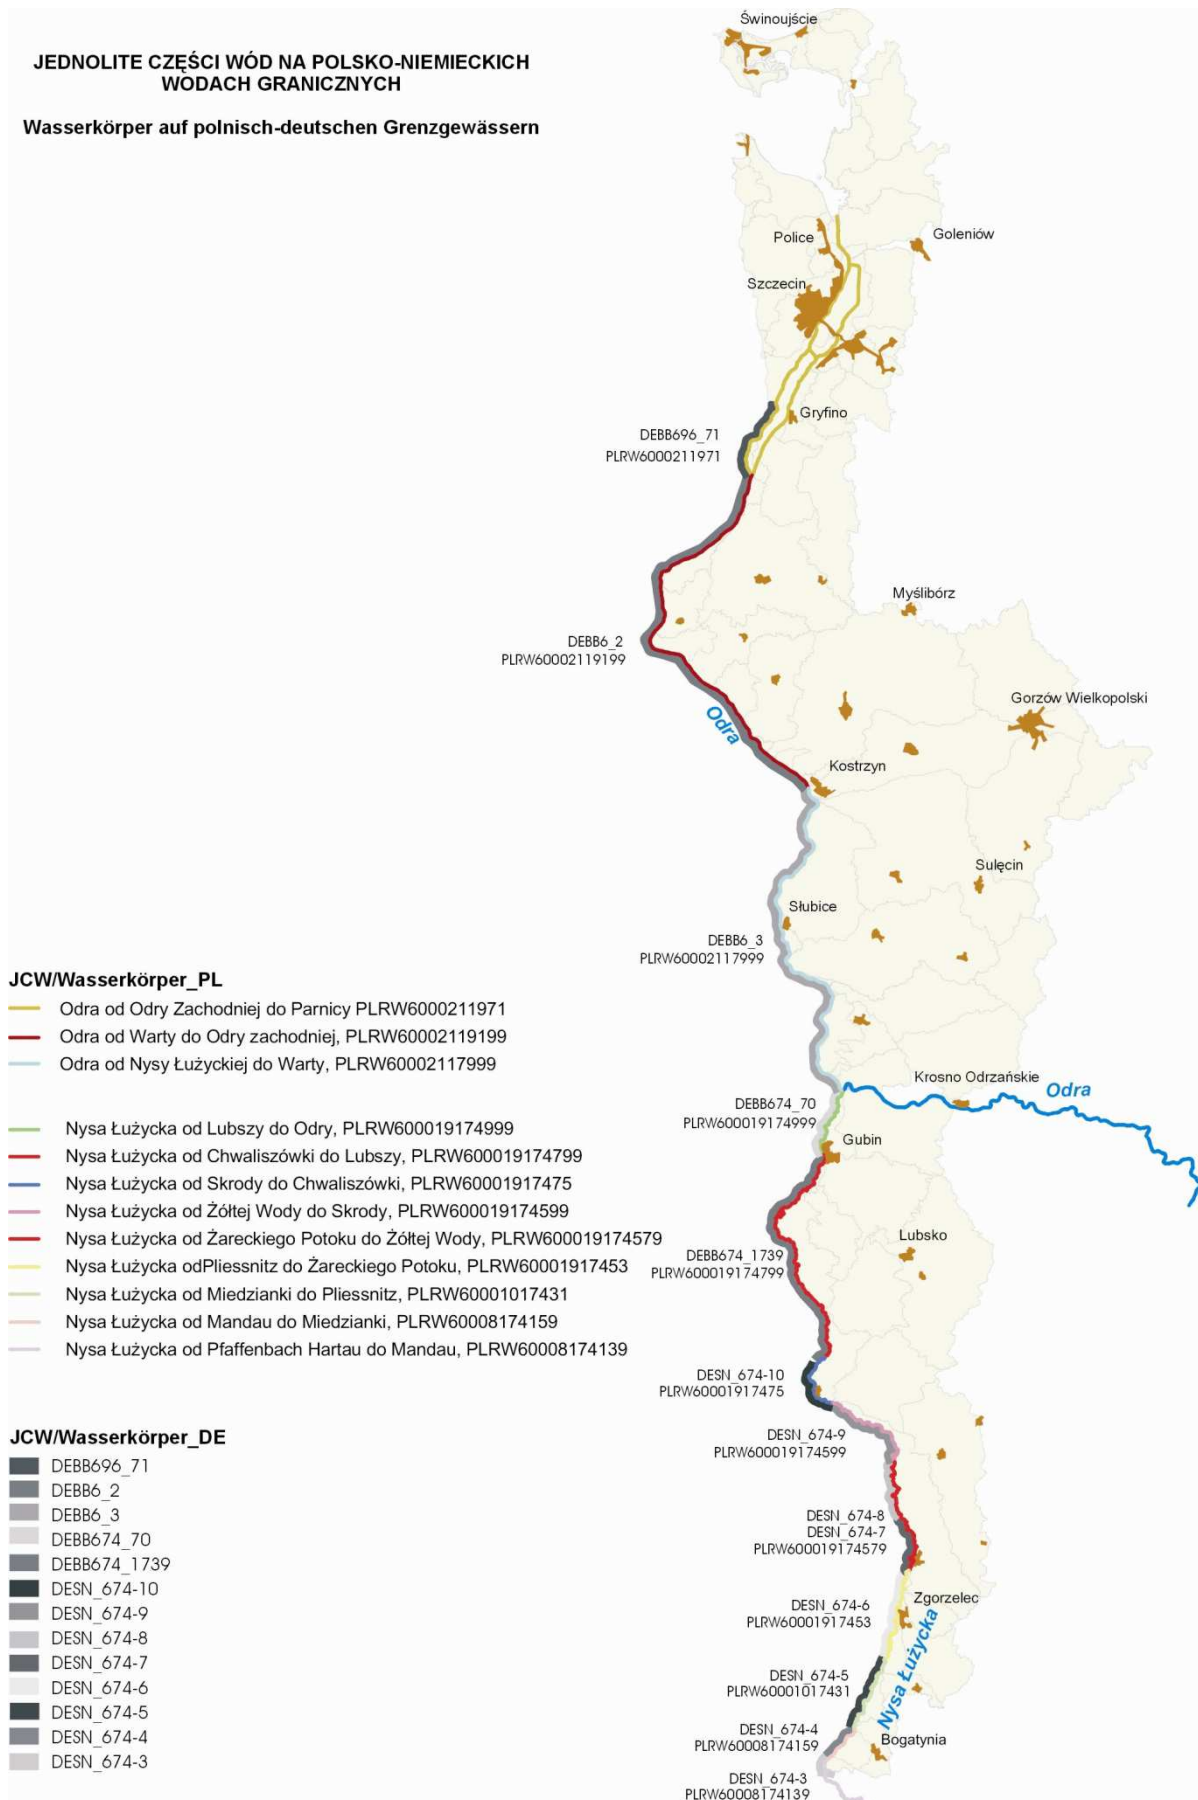 Świnoujście
JEDNOLITE CZĘŚCI WÓD NA POLSKO-NIEMIECKICH
WODACH GRANICZNYCH
Wasserkörper auf polnisch-deutschen Grenzgewässern
Police
Goleniów
Szczecin
Gryfino
DEBB696_71
PLRW6000211971
Myślibórz
DEBB6_2
PLRW60002119199
Gorzów Wielkopolski
Odra
Kostrzyn
Sulęcin
Słubice
DEBB6_3
PLRW60002117999
JCW/Wasserkörper_PL
Odra od Odry Zachodniej do Parnicy PLRW6000211971
Odra od Warty do Odry zachodniej, PLRW60002119199
Odra od Nysy Łużyckiej do Warty, PLRW60002117999
Krosno Odrzańskie
Odra
DEBB674_70
PLRW600019174999
Gubin
Nysa Łużycka od Lubszy do Odry, PLRW600019174999
Nysa Łużycka od Chwaliszówki do Lubszy, PLRW600019174799
Nysa Łużycka od Skrody do Chwaliszówki, PLRW60001917475
Nysa Łużycka od Żółtej Wody do Skrody, PLRW600019174599
Nysa Łużycka od Żareckiego Potoku do Żółtej Wody, PLRW600019174579
Nysa Łużycka odPliessnitz do Żareckiego Potoku, PLRW60001917453
Nysa Łużycka od Miedzianki do Pliessnitz, PLRW60001017431
Nysa Łużycka od Mandau do Miedzianki, PLRW60008174159
Nysa Łużycka od Pfaffenbach Hartau do Mandau, PLRW60008174139
Lubsko
DEBB674_1739
PLRW600019174799
DESN_674-10
PLRW60001917475
DESN_674-9
PLRW600019174599
JCW/Wasserkörper_DE
DEBB696_71
DEBB6_2
DEBB6_3
DEBB674_70
DEBB674_1739
DESN_674-10
DESN_674-9
DESN_674-8
DESN_674-7
DESN_674-6
DESN_674-5
DESN_674-4
DESN_674-3
DESN_674-8
DESN_674-7
PLRW600019174579
Zgorzelec
DESN_674-6
PLRW60001917453
Nysa Łużycka
DESN_674-5
PLRW60001017431
DESN_674-4
PLRW60008174159
Bogatynia
DESN_674-3
PLRW60008174139